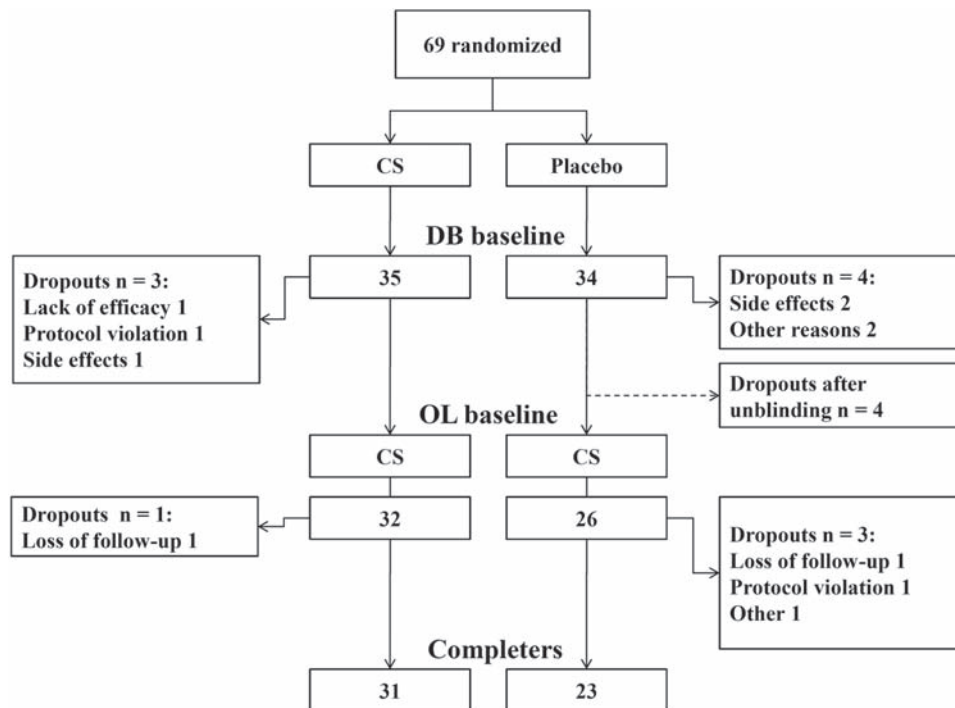 69 randomized
CS
Placebo
DB baseline
Dropouts n = 3:
Lack of efficacy 1
Protocol violation 1
Side effects 1
35
34
Dropouts n = 4:
Side effects 2
Other reasons 2
Dropouts after
unblinding n = 4
OL baseline
CS
CS
Dropouts n = 1:
Loss of follow-up 1
32
26
Dropouts n = 3:
Loss of follow-up 1
Protocol violation 1
Other 1
Completers
31
23